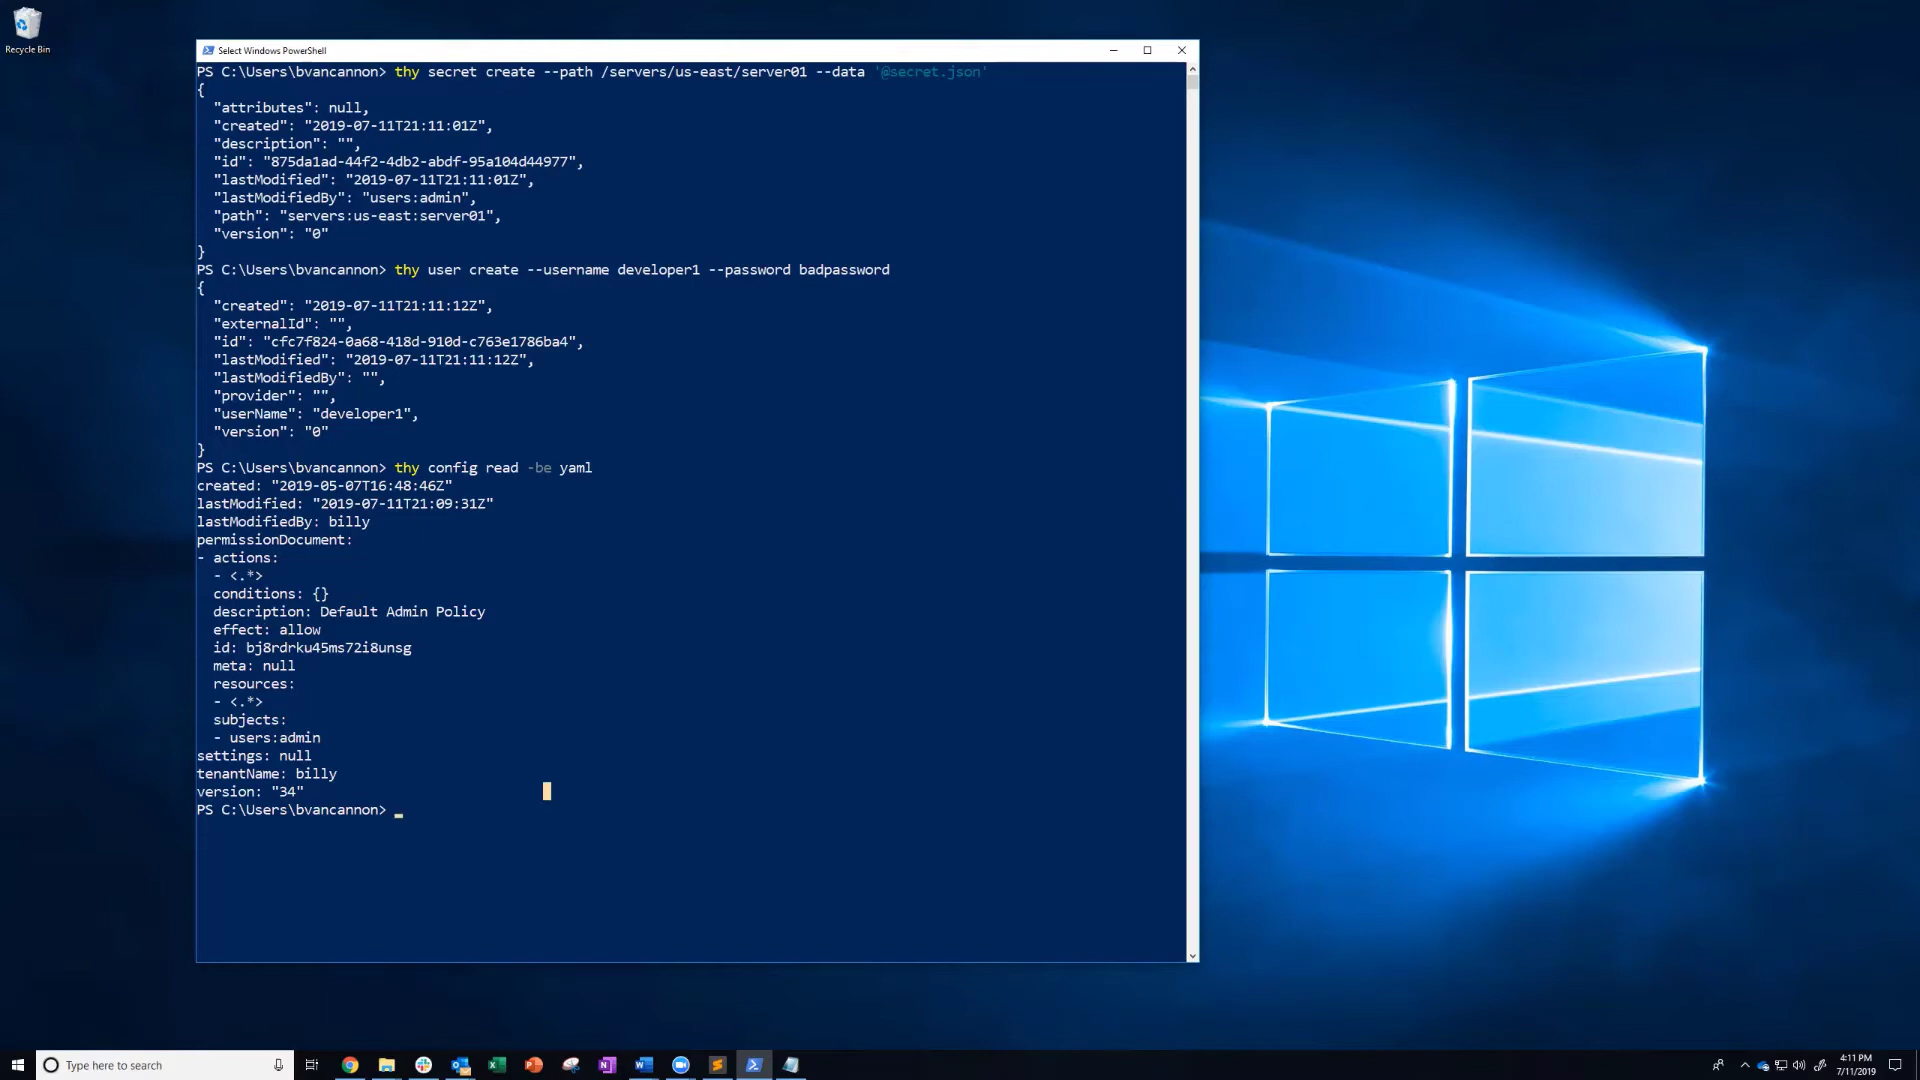 Recycle Bin
Select Windows PowerShell
PS C:\Users\bvancannon> thy secret create --path /servers/us-east/server01 --data '@secret.json'
{
  "attributes": null,
  "created": "2019-07-11T21:11:01Z",
  "description": "",
  "id": "875da1ad-44f2-4db2-abdf-95a104d44977",
  "lastModified": "2019-07-11T21:11:01Z",
  "lastModifiedBy": "users:admin",
  "path": "servers:us-east:server01",
  "version": "0"
}
PS C:\Users\bvancannon> thy user create --username developer1 --password badpassword
{
  "created": "2019-07-11T21:11:12Z",
  "externalId": "",
  "id": "cfc7f824-0a68-418d-910d-c763e1786ba4",
  "lastModified": "2019-07-11T21:11:12Z",
  "lastModifiedBy": "",
  "provider": "",
  "userName": "developer1",
  "version": "0"
}
PS C:\Users\bvancannon> thy config read -be yaml
created: "2019-05-07T16:48:46Z"
lastModified: "2019-07-11T21:09:31Z"
lastModifiedBy: billy
permissionDocument:
- actions:
  - <.*>
  conditions: {}
  description: Default Admin Policy
  effect: allow
  id: bj8rdrku45ms72i8unsg
  meta: null
  resources:
  - <.*>
  subjects:
  - users:admin
settings: null
tenantName: billy
version: "34"
PS C:\Users\bvancannon>
Type here to search
4:11 PM
7/11/2019